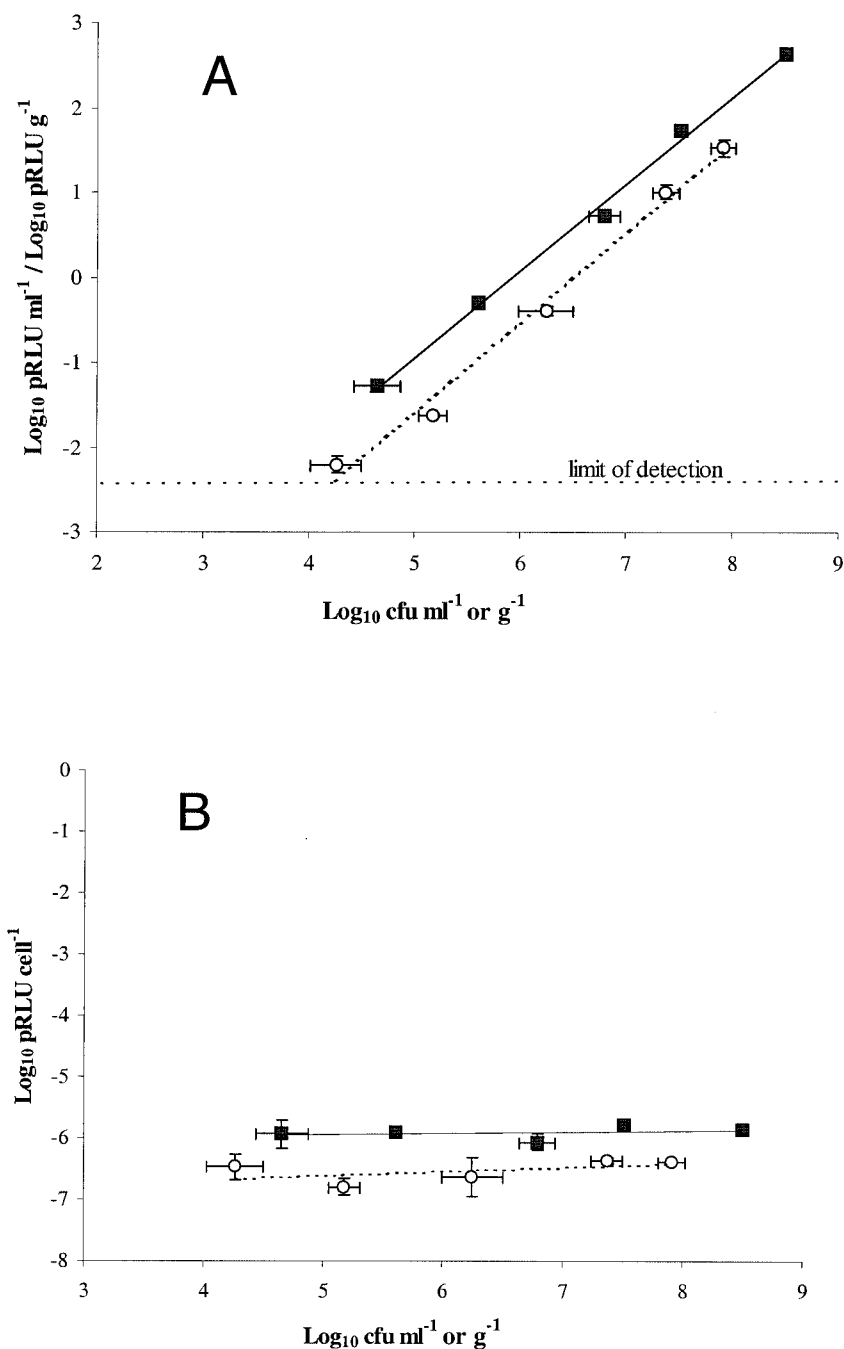 A
Log₁₀ pRLU ml⁻¹ / Log₁₀ pRLU g⁻¹
3
2
1
0
-1
-2
-3
limit of detection
2 3 4 5 6 7 8 9
Log₁₀ cfu ml⁻¹ or g⁻¹
B
Log₁₀ pRLU cell⁻¹
0
-1
-2
-3
-4
-5
-6
-7
-8
3 4 5 6 7 8 9
Log₁₀ cfu ml⁻¹ or g⁻¹